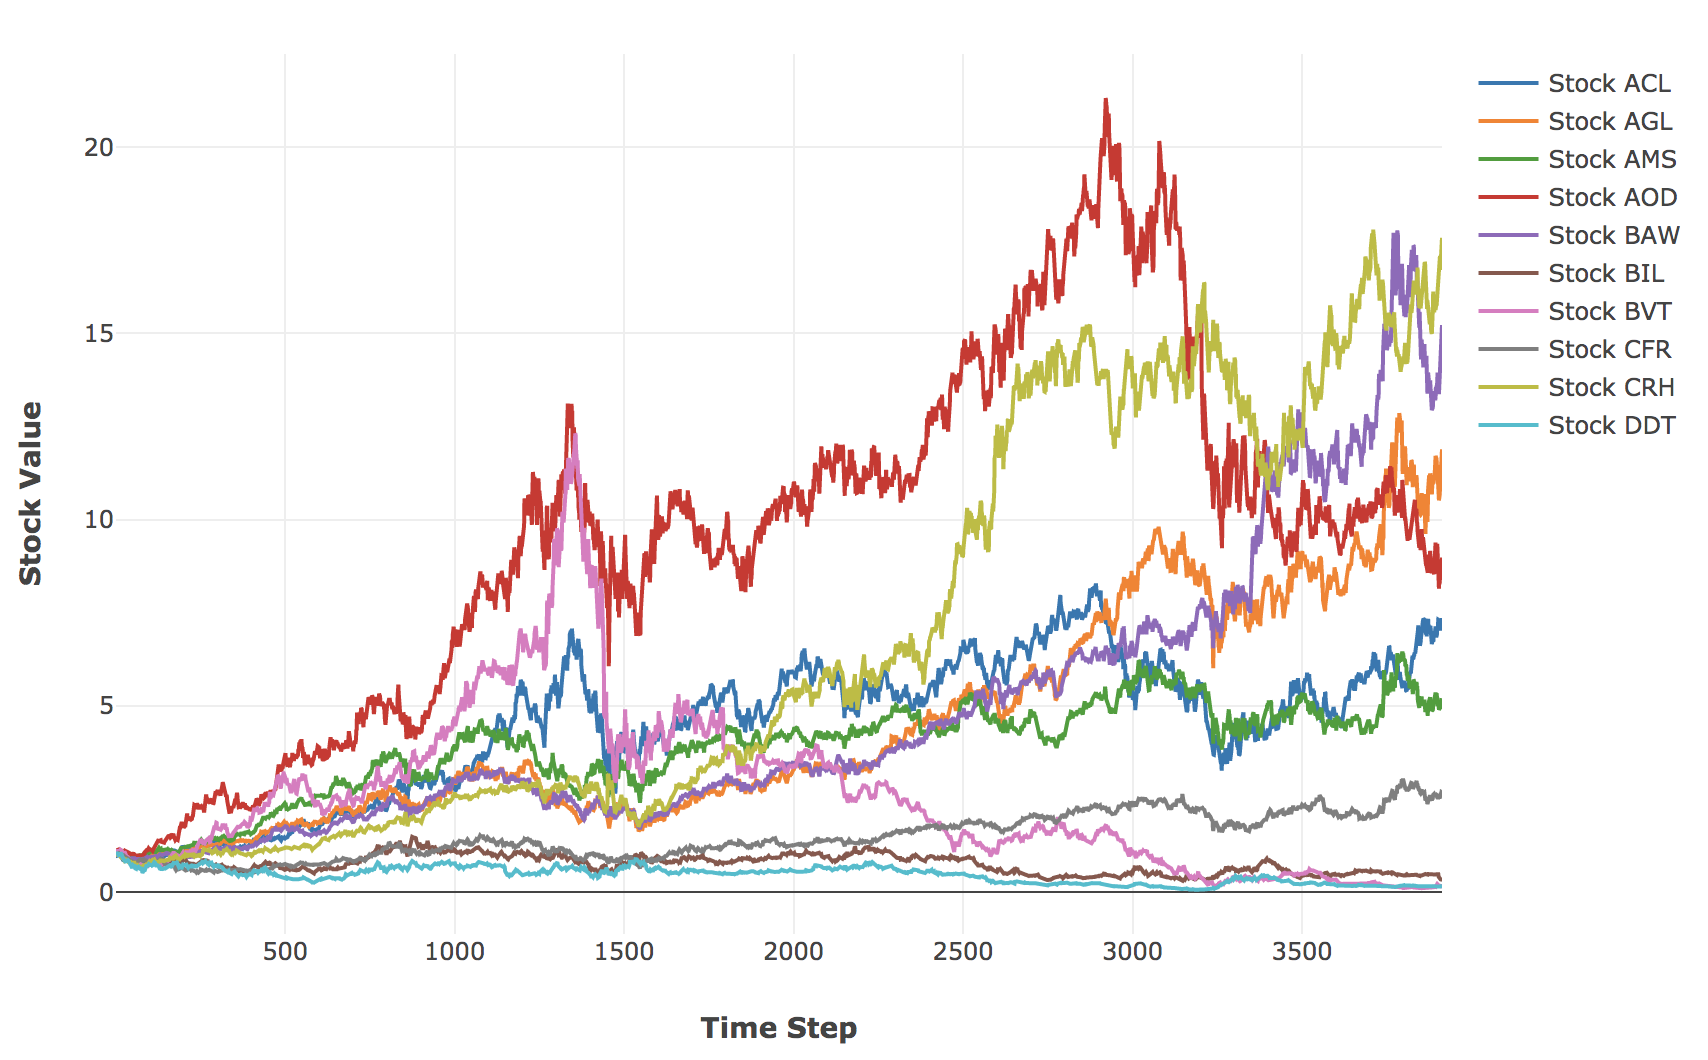 Stock Value
20
15
10
5
0
500 1000 1500 2000 2500 3000 3500
Time Step
Stock ACL
Stock AGL
Stock AMS
Stock AOD
Stock BAW
Stock BIL
Stock BVT
Stock CFR
Stock CRH
Stock DDT